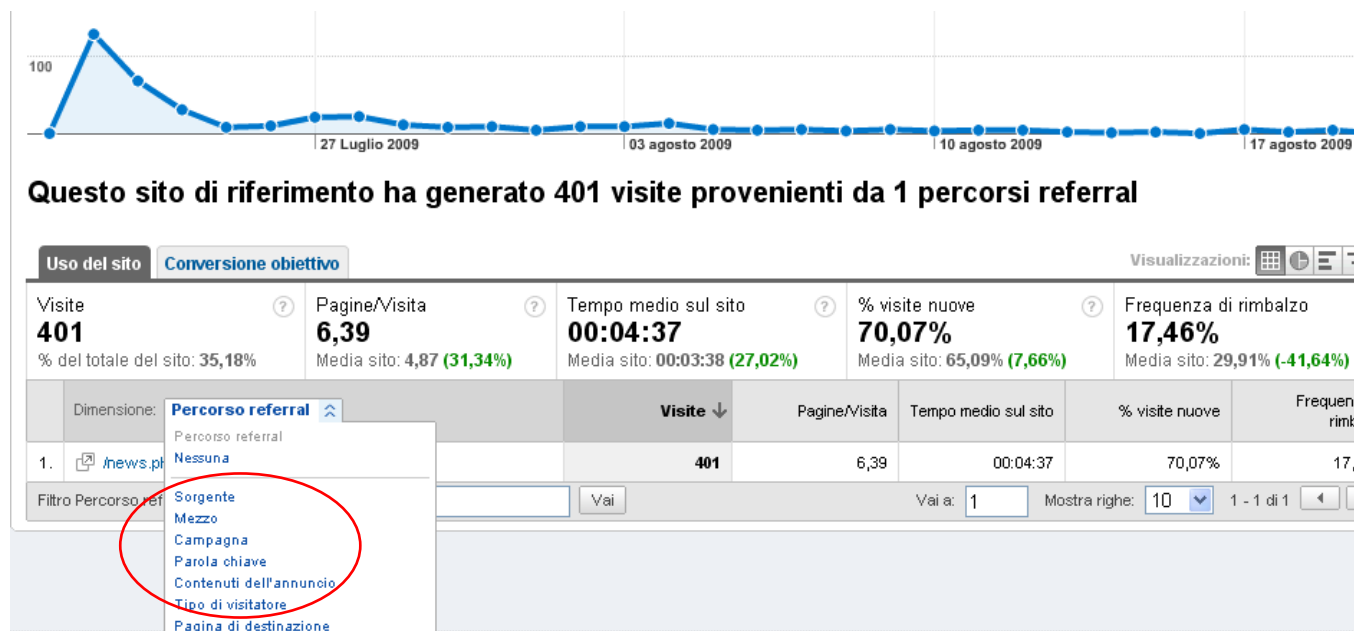 100
27 Luglio 2009 03 agosto 2009 10 agosto 2009 17 agosto 2009
Questo sito di riferimento ha generato 401 visite provenienti da 1 percorsi referral
Uso del sito Conversione obiettivo Visualizzazioni:
Visite ? Pagine/Visita ? Tempo medio sul sito ? % visite nuove ? Frequenza di rimbalzo
401 6,39 00:04:37 70,07% 17,46%
% del totale del sito: 35,18% Media sito: 4,87 (31,34%) Media sito: 00:03:38 (27,02%) Media sito: 65,09% (7,66%) Media sito: 29,91% (-41,64%)
Dimensione: Percorso referral Visite Pagine/Visita Tempo medio sul sito % visite nuove
Percorso referral
1. Nessuna 401 6,39 00:04:37 70,07% 17,
Filtro Percorso Vai Vai a: 1 Mostra righe: 10 1 - 1 di 1
Sorgente
Mezzo
Campagna
Parola chiave
Contenuti dell'annuncio
Tipo di visitatore
Pagina di destinazione